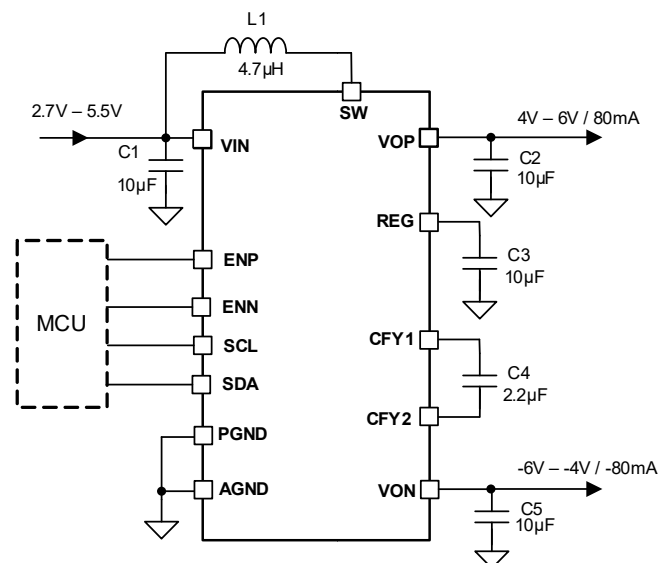 L1
4.7µH
2.7V – 5.5V
SW
4V – 6V / 80mA
C1
VIN
VOP
10µF
C2
10µF
REG
ENP
C3
10µF
MCU
ENN
SCL
CFY1
SDA
C4
2.2µF
CFY2
PGND
-6V – -4V / -80mA
AGND
VON
C5
10µF